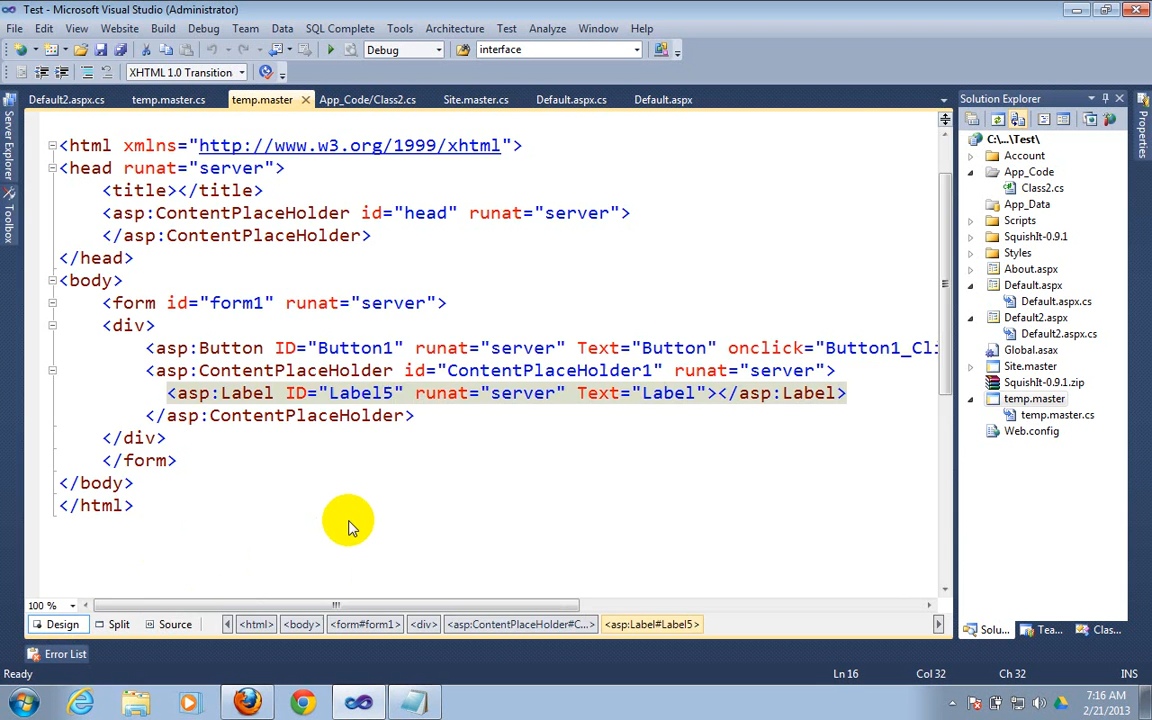 Test - Microsoft Visual Studio (Administrator)
File Edit View Website Build Debug Team Data SQL Complete Tools Architecture Test Analyze Window Help
Debug interface
XHTML 1.0 Transition
Default2.aspx.cs temp.master.cs temp.master App_Code/Class2.cs Site.master.cs Default.aspx.cs Default.aspx
<html xmlns="http://www.w3.org/1999/xhtml">
<head runat="server">
<title></title>
<asp:ContentPlaceHolder id="head" runat="server">
</asp:ContentPlaceHolder>
</head>
<body>
<form id="form1" runat="server">
<div>
<asp:Button ID="Button1" runat="server" Text="Button" onclick="Button1_Cli
<asp:ContentPlaceHolder id="ContentPlaceHolder1" runat="server">
<asp:Label ID="Label5" runat="server" Text="Label"></asp:Label>
</asp:ContentPlaceHolder>
</div>
</form>
</body>
</html>
100 %
Design Split Source <html> <body> <form#form1> <div> <asp:ContentPlaceHolder#C...> <asp:Label#Label5>
Server Explorer
Toolbox
Solution Explorer
C:\...\Test\
Account
App_Code
Class2.cs
App_Data
Scripts
SquishIt-0.9.1
Styles
About.aspx
Default.aspx
Default.aspx.cs
Default2.aspx
Default2.aspx.cs
Global.asax
Site.master
SquishIt-0.9.1.zip
temp.master
temp.master.cs
Web.config
Solu... Tea... Clas...
Properties
Error List
Ready Ln 16 Col 32 Ch 32 INS
7:16 AM
2/21/2013